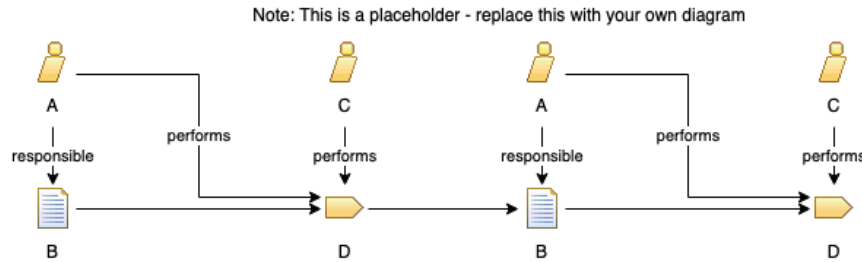 Note: This is a placeholder - replace this with your own diagram
A C A C
performs performs
responsible performs responsible performs
B D B D